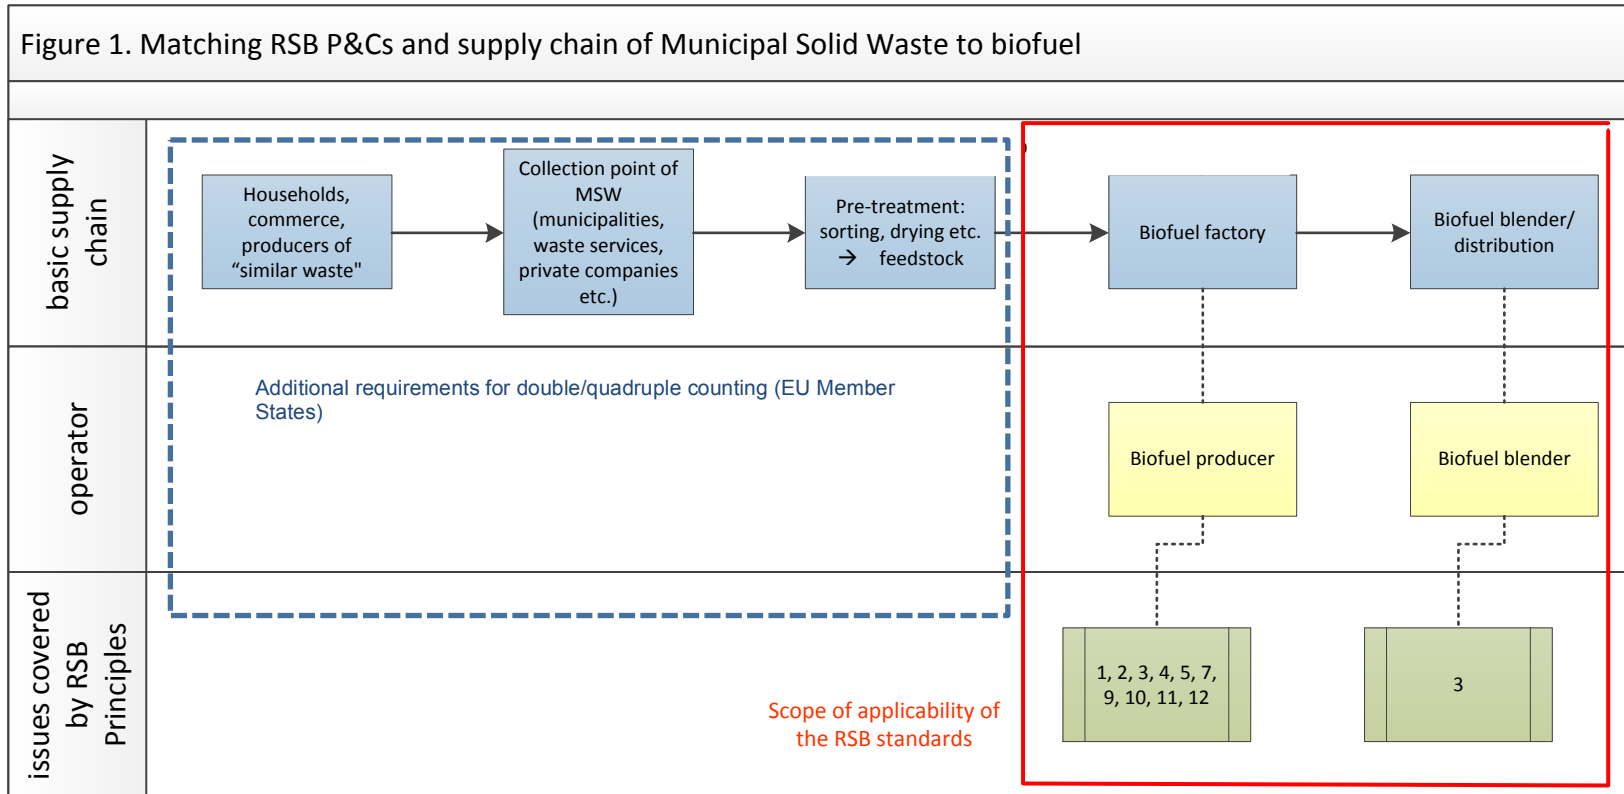 Figure 1. Matching RSB P&Cs and supply chain of Municipal Solid Waste to biofuel
basic supply
chain
Households,
commerce,
producers of
“similar waste"
Collection point of
MSW
(municipalities,
waste services,
private companies
etc.)
Pre-treatment:
sorting, drying etc.
→ feedstock
Biofuel factory
Biofuel blender/
distribution
operator
Additional requirements for double/quadruple counting (EU Member
States)
Biofuel producer
Biofuel blender
issues covered
by RSB
Principles
Scope of applicability of
the RSB standards
1, 2, 3, 4, 5, 7,
9, 10, 11, 12
3